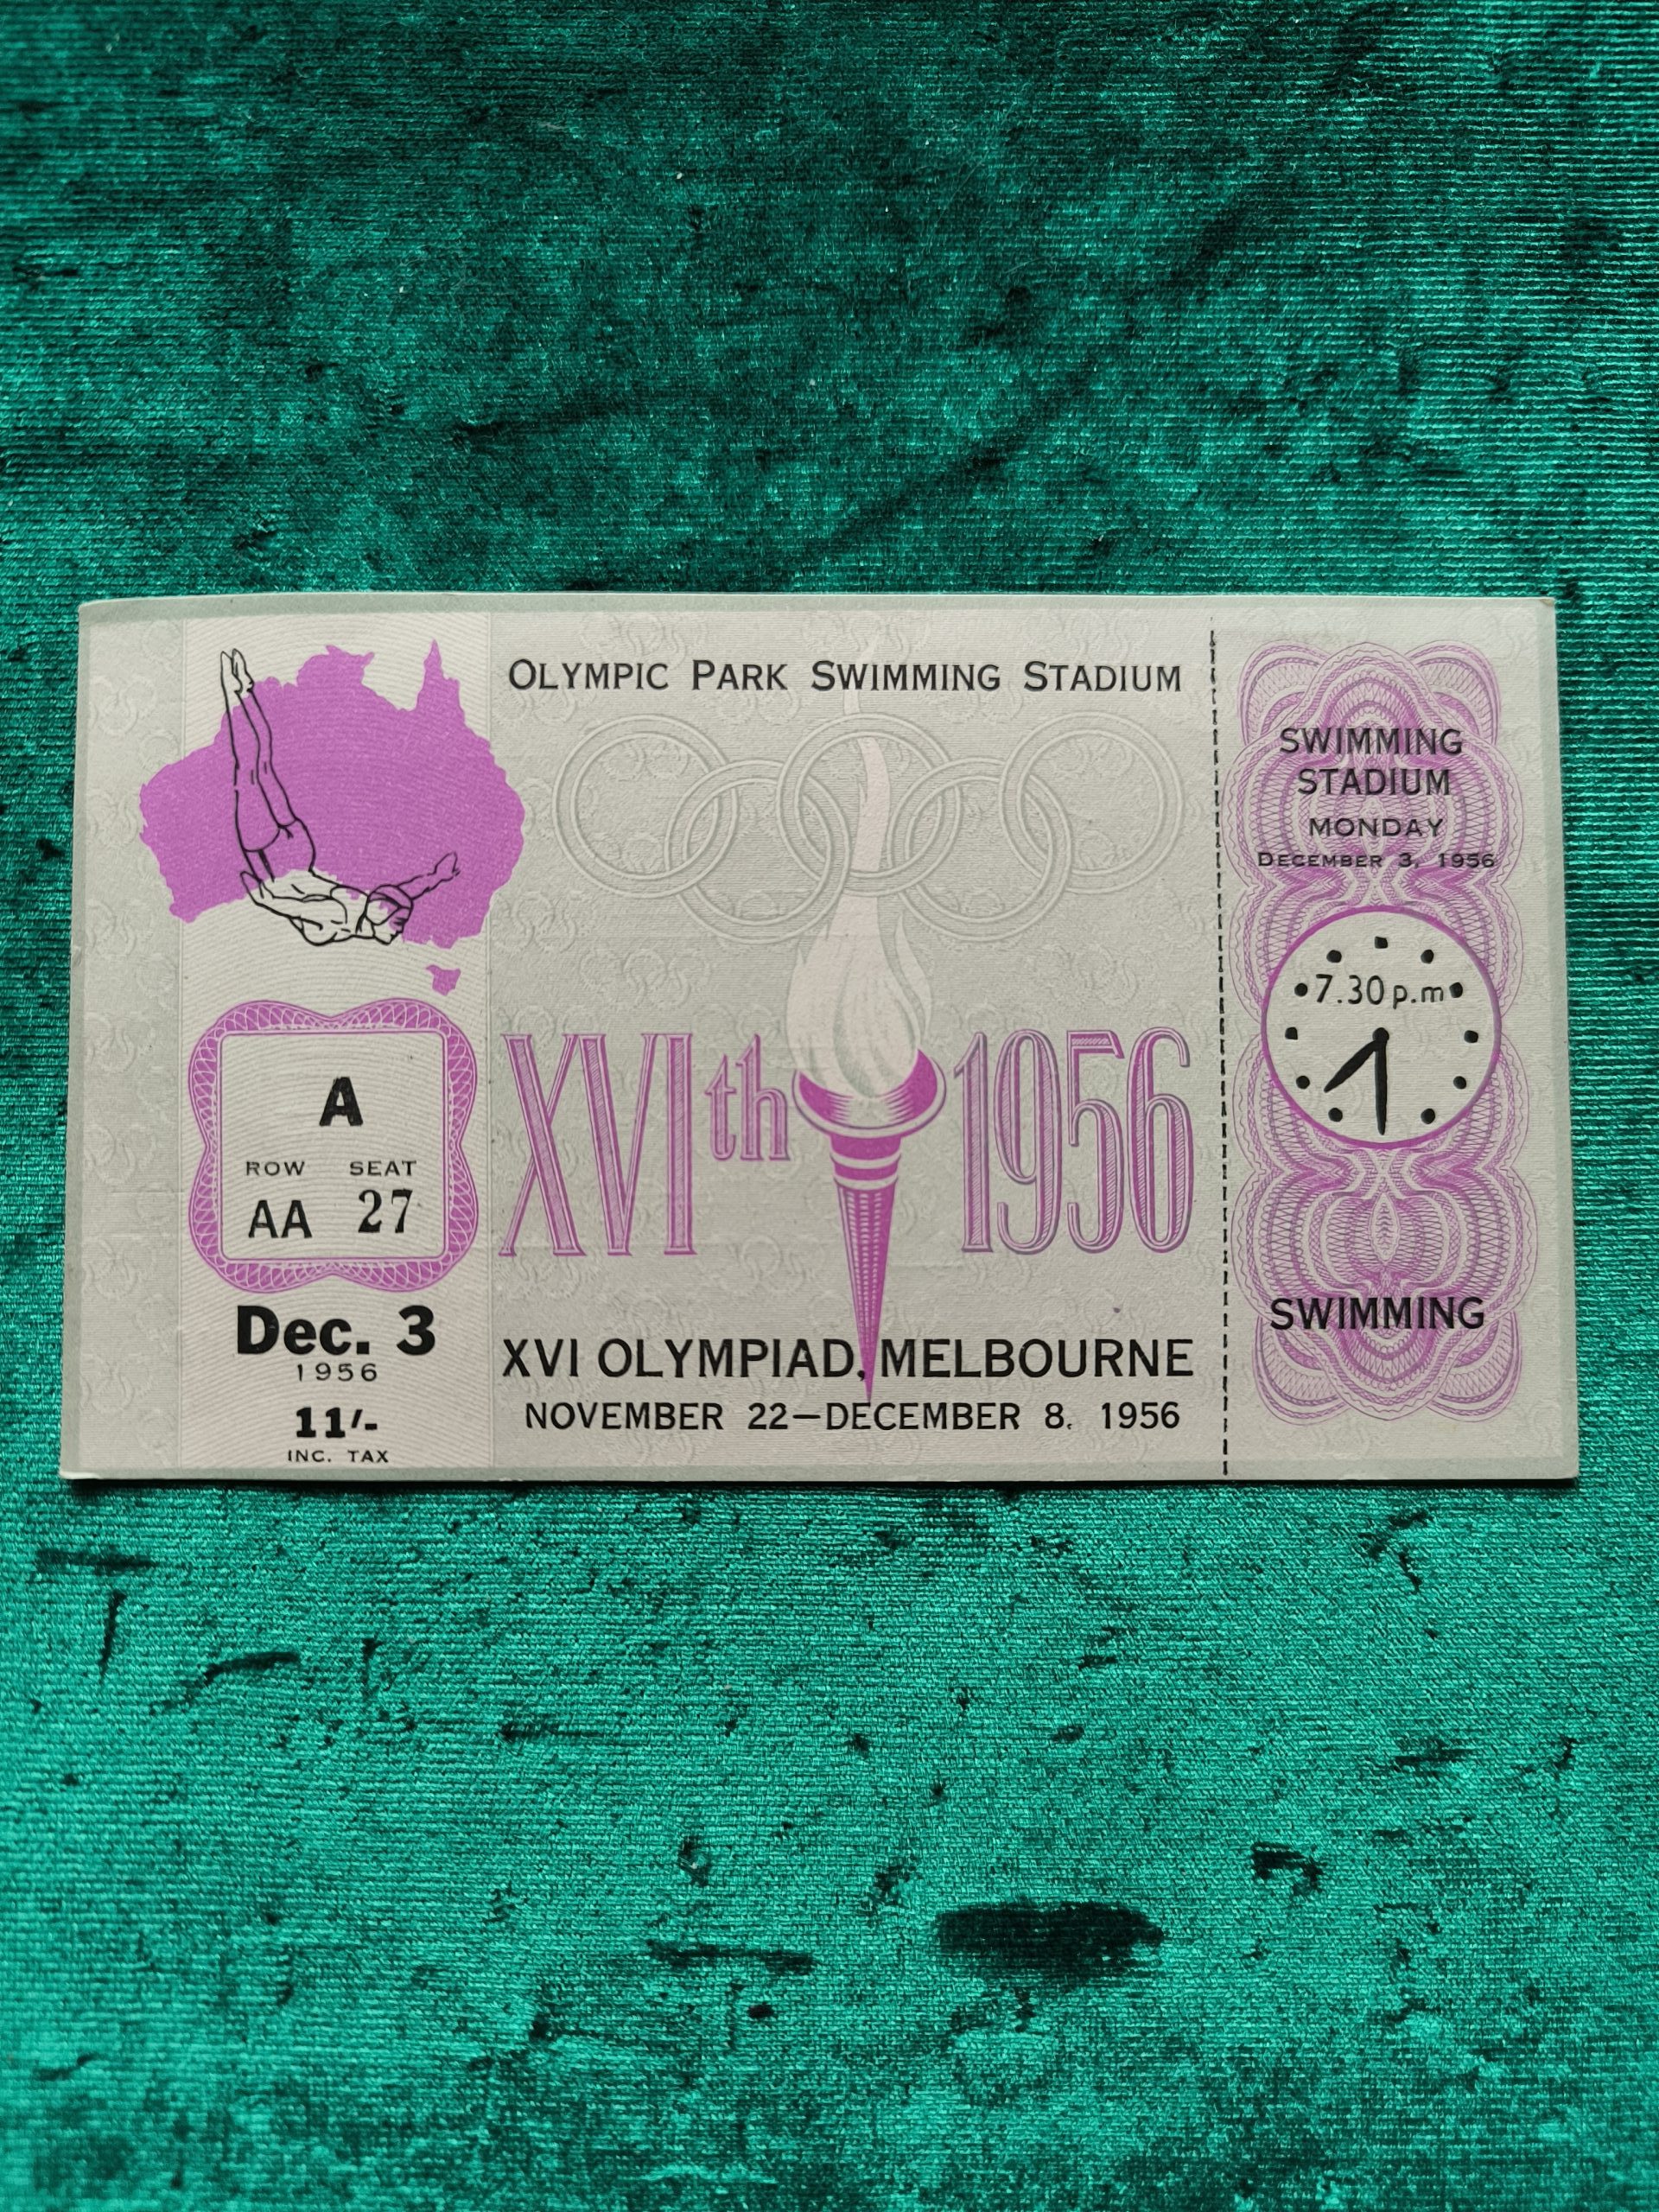 OLYMPIC PARK SWIMMING STADIUM
A
ROW SEAT
AA 27
Dec. 3
1956
11/-
INC. TAX
XVIth 1956
XVI OLYMPIAD, MELBOURNE
NOVEMBER 22—DECEMBER 8, 1956
SWIMMING
STADIUM
MONDAY
DECEMBER 3, 1956
7.30 p.m
SWIMMING